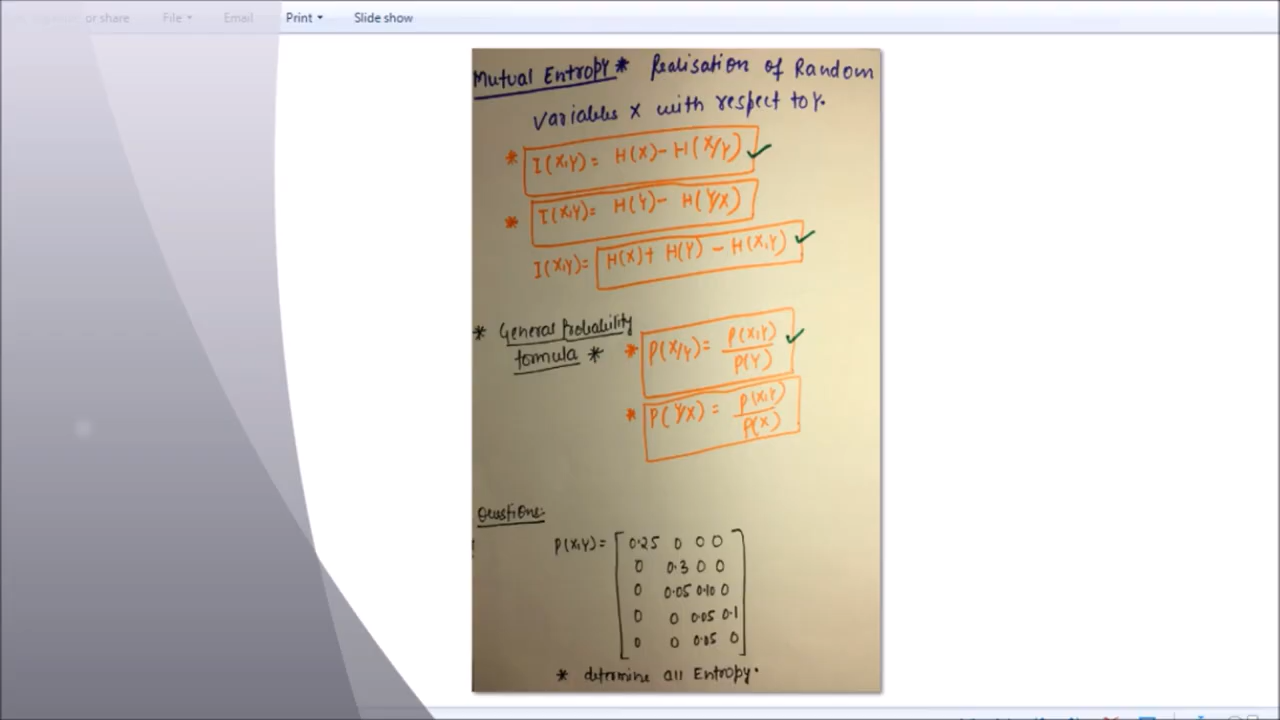 or share File Email Print Slide show
Mutual Entropy * Realisation of Random
variables X with respect to Y.
* I(X,Y) = H(X) - H(X/Y) ✓
* I(X,Y) = H(Y) - H(Y/X)
I(X,Y) = H(X) + H(Y) - H(X,Y) ✓
* General Probability
formula * * P(X/Y) = P(X,Y) / P(Y) ✓
* P(Y/X) = P(X,Y) / P(X)
Questions:
P(X,Y) = [ 0.25 0 0 0
0 0.3 0 0
0 0.05 0.10 0
0 0 0.05 0.1
0 0 0.05 0 ]
* determine all Entropy.